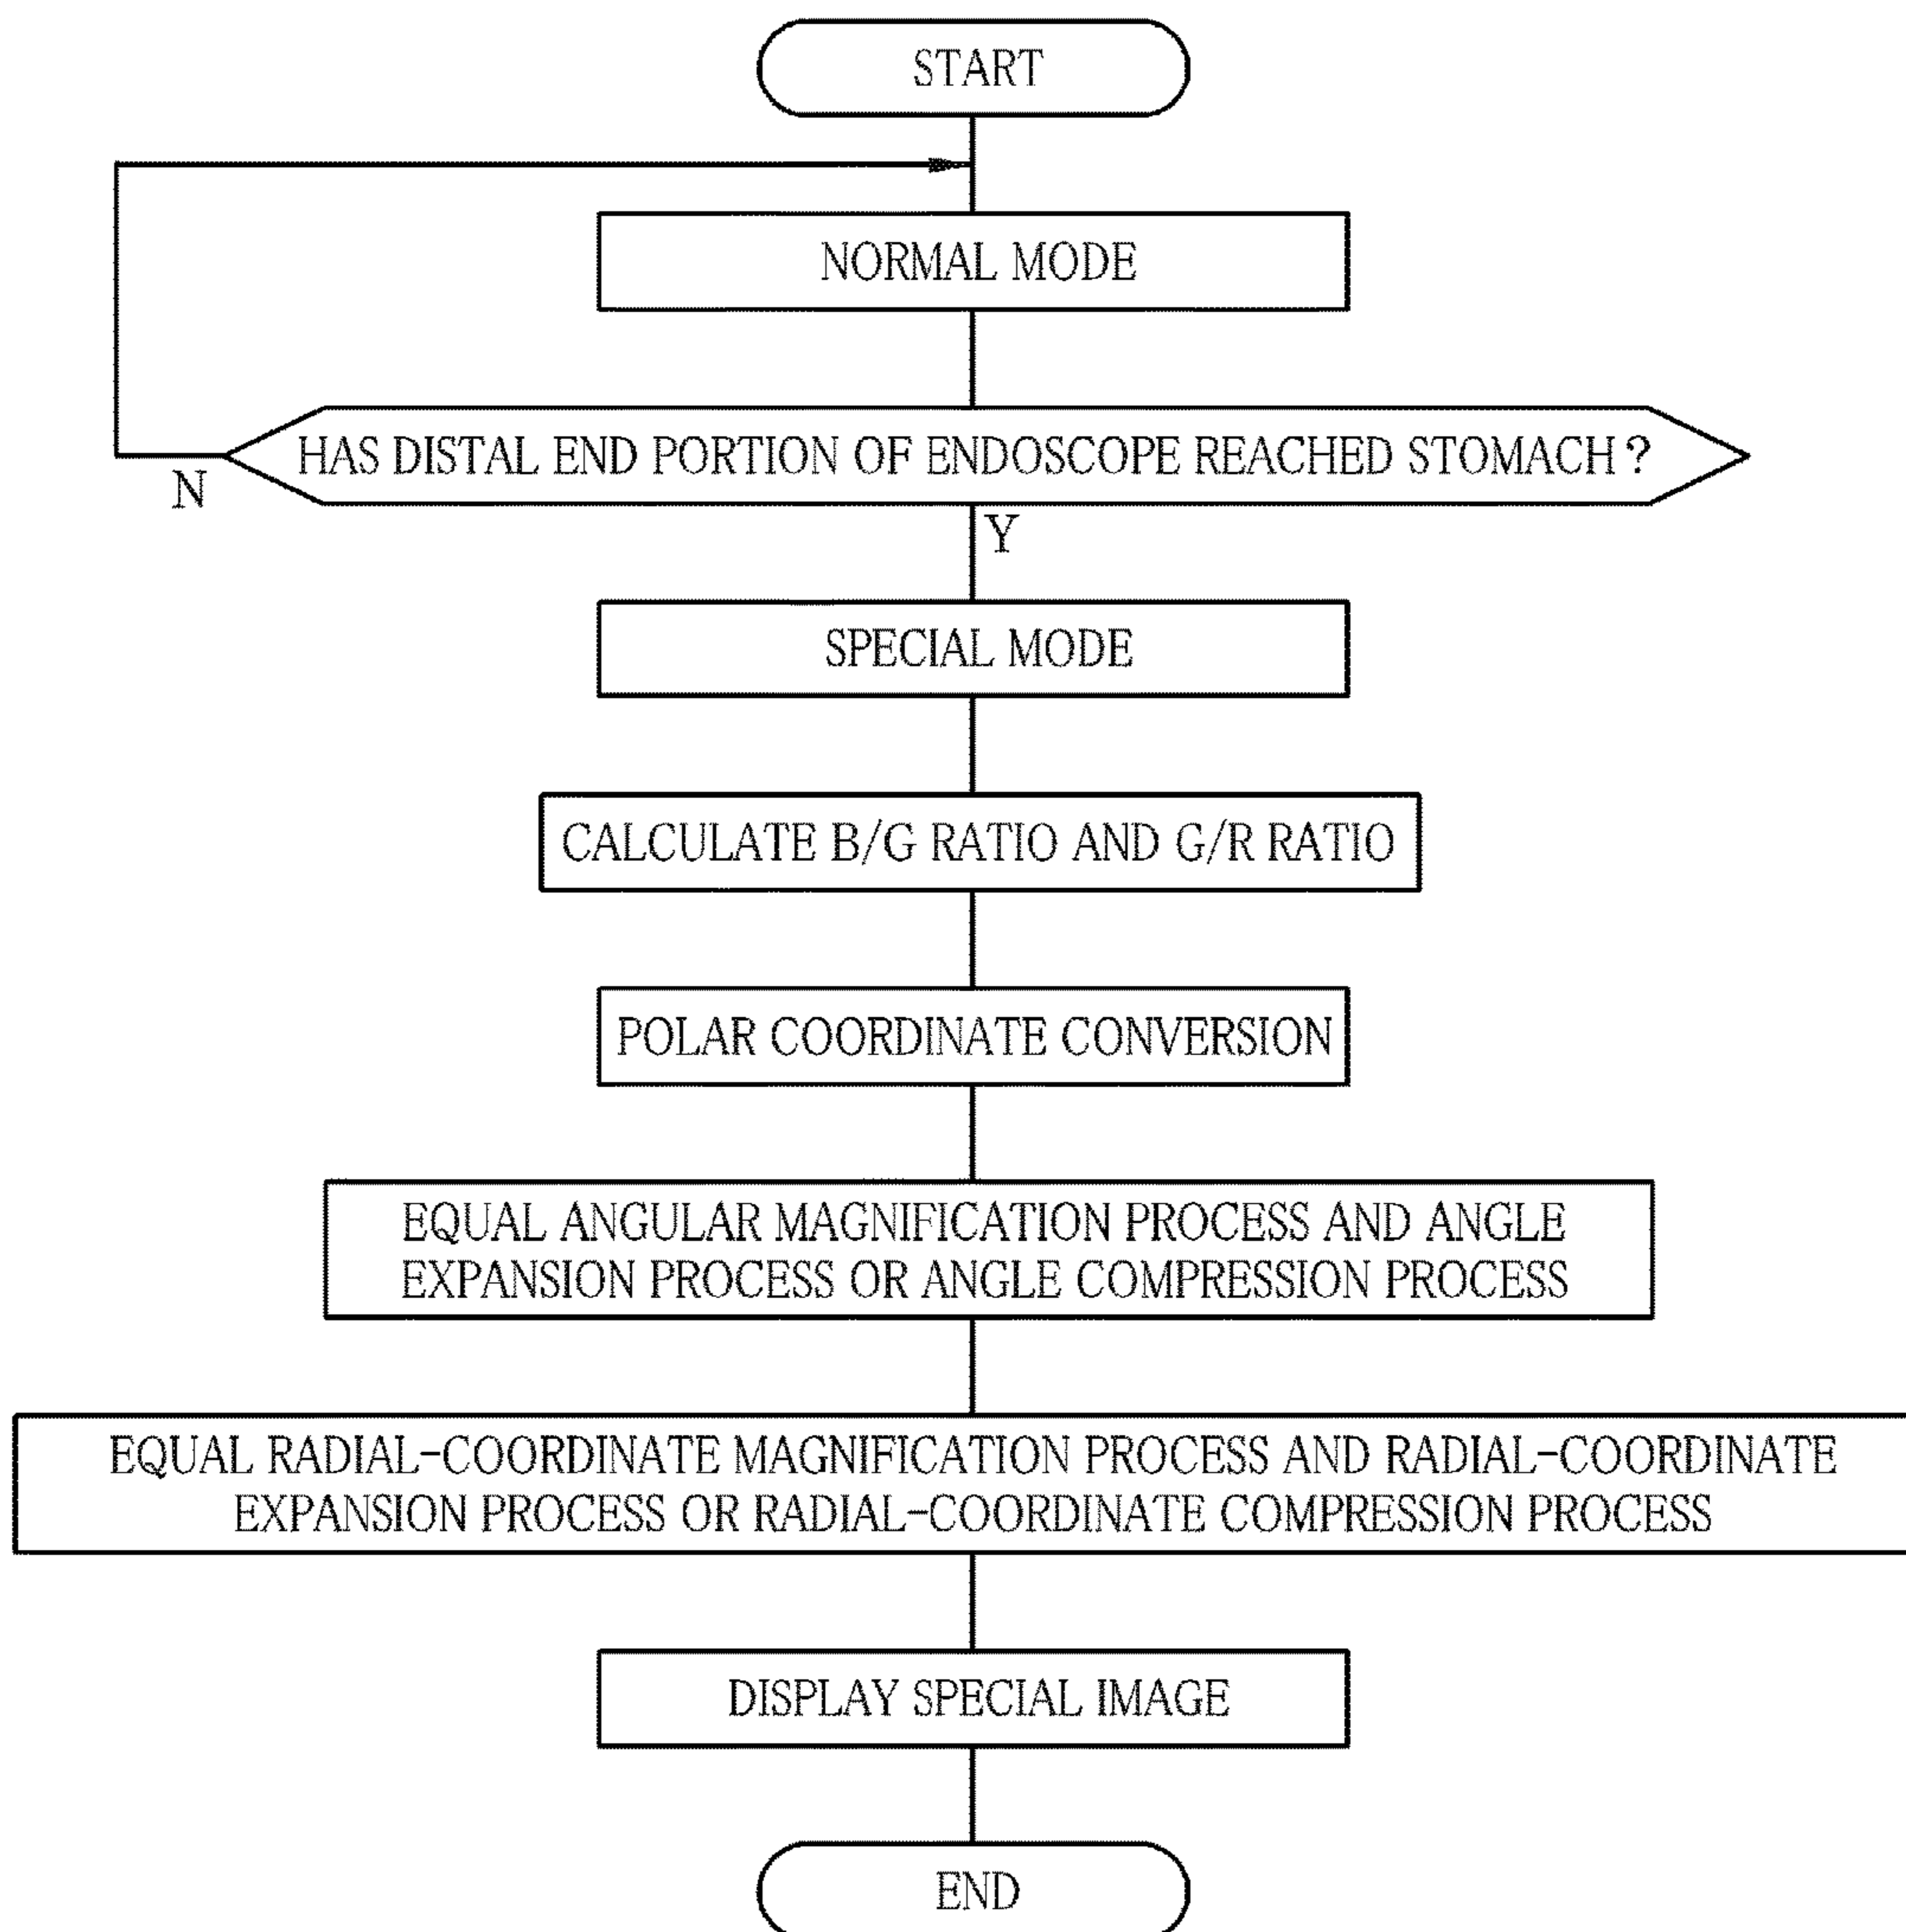 START
NORMAL MODE
HAS DISTAL END PORTION OF ENDOSCOPE REACHED STOMACH ?
N
Y
SPECIAL MODE
CALCULATE B/G RATIO AND G/R RATIO
POLAR COORDINATE CONVERSION
EQUAL ANGULAR MAGNIFICATION PROCESS AND ANGLE
EXPANSION PROCESS OR ANGLE COMPRESSION PROCESS
EQUAL RADIAL-COORDINATE MAGNIFICATION PROCESS AND RADIAL-COORDINATE
EXPANSION PROCESS OR RADIAL-COORDINATE COMPRESSION PROCESS
DISPLAY SPECIAL IMAGE
END